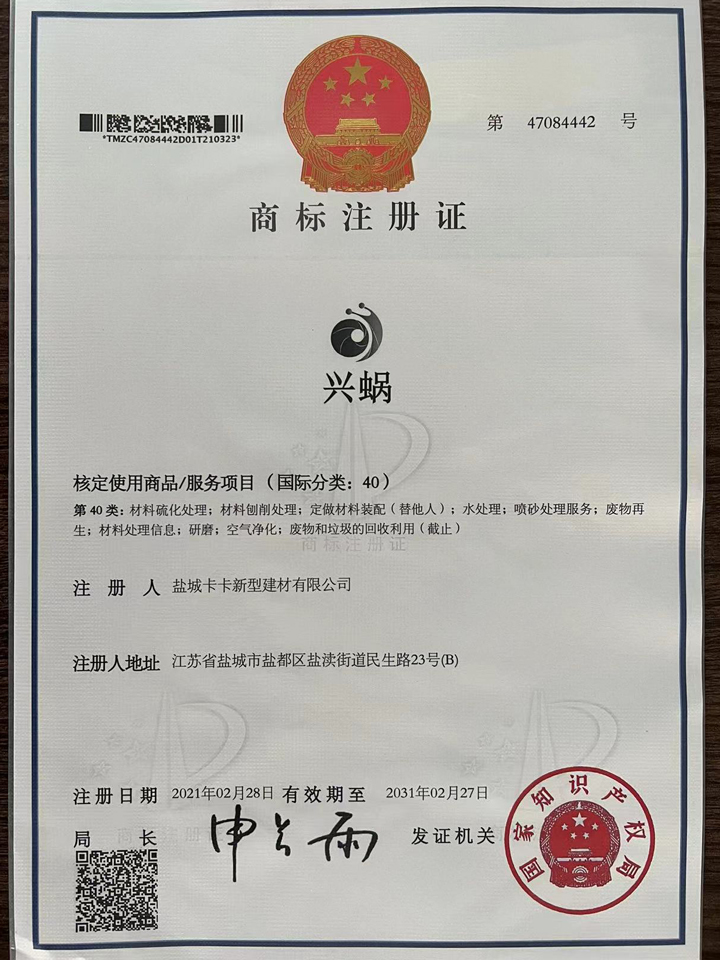 *TMZC47084442D01T210323*
第 47084442 号
商标注册证
兴蜗
核定使用商品/服务项目（国际分类：40）
第 40 类：材料硫化处理；材料刨削处理；定做材料装配（替他人）；水处理；喷砂处理服务；废物再
生；材料处理信息；研磨；空气净化；废物和垃圾的回收利用（截止）
商标注册证
注 册 人 盐城卡卡新型建材有限公司
注册人地址 江苏省盐城市盐都区盐渎街道民生路23号(B)
注册日期 2021年02月28日 有效期至 2031年02月27日
局 长 申长雨 发证机关
国家知识产权局